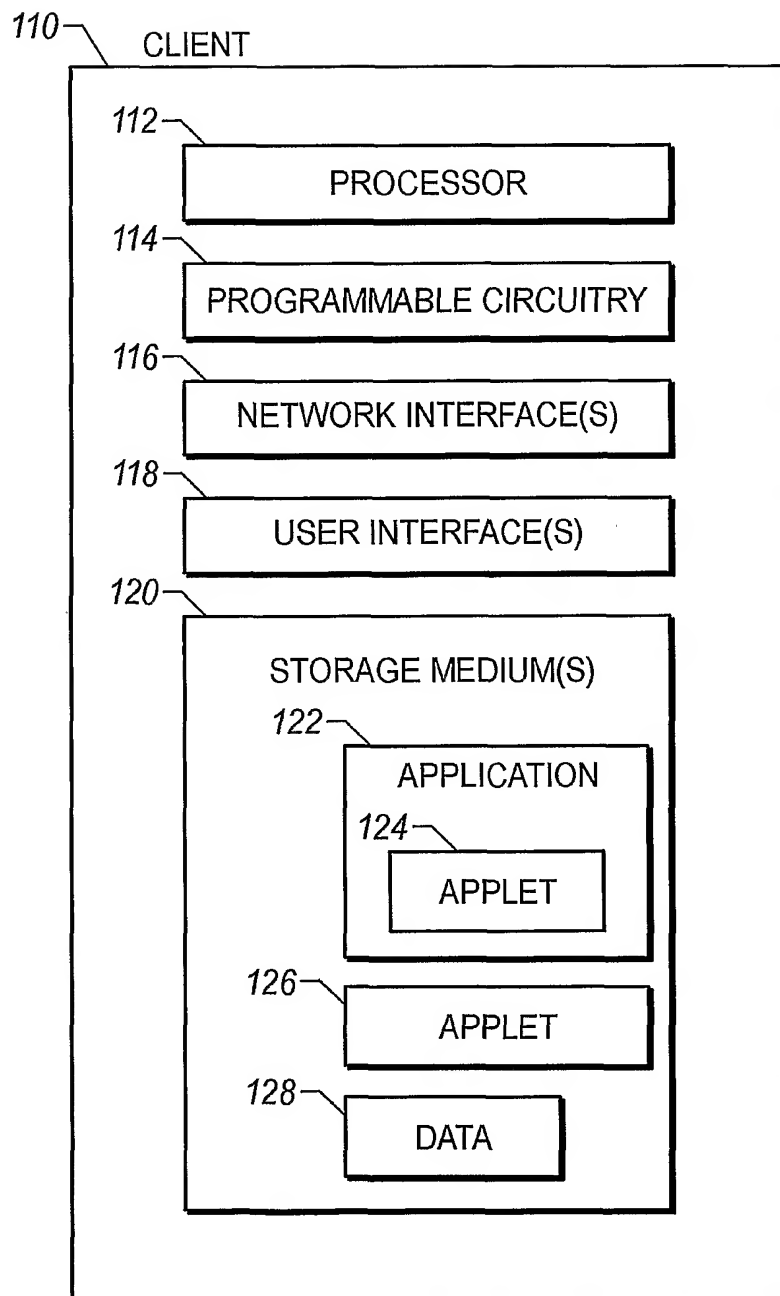 110
CLIENT
112
PROCESSOR
114
PROGRAMMABLE CIRCUITRY
116
NETWORK INTERFACE(S)
118
USER INTERFACE(S)
120
STORAGE MEDIUM(S)
122
APPLICATION
124
APPLET
126
APPLET
128
DATA